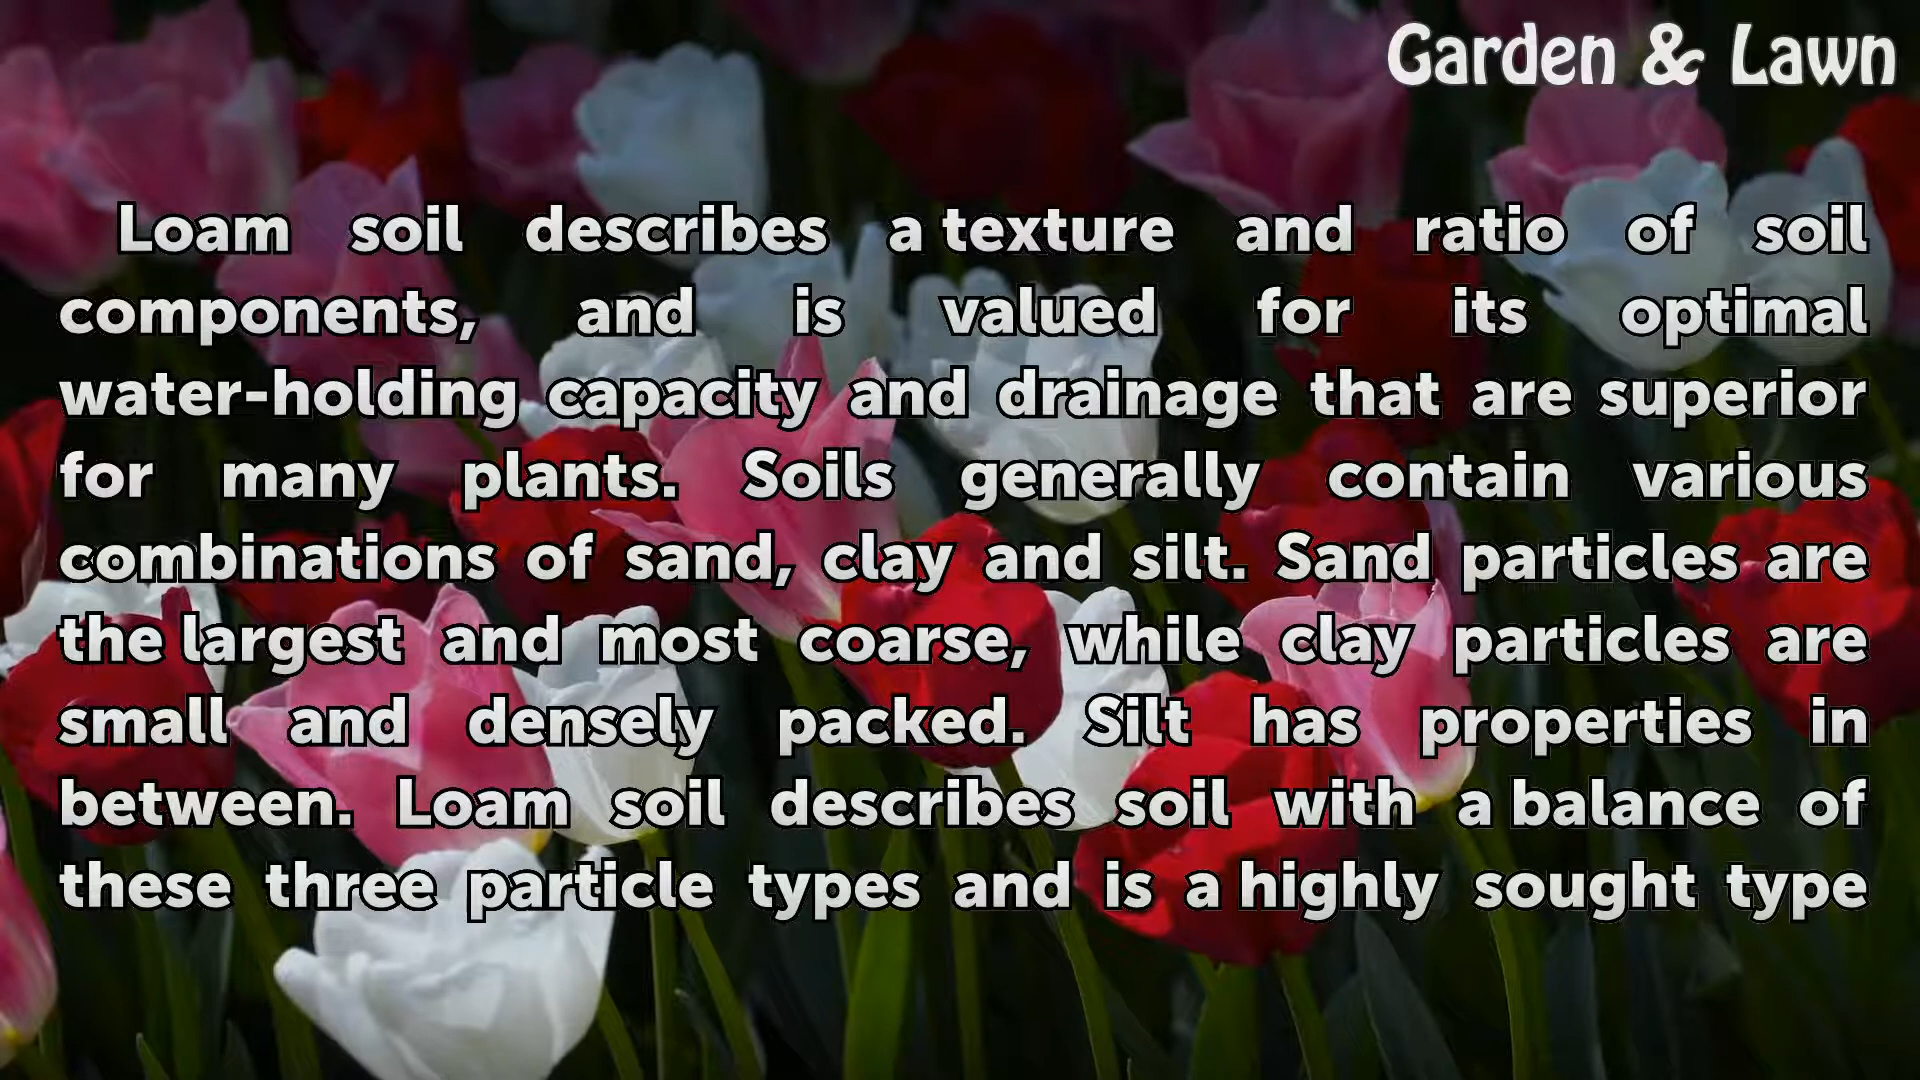 Garden & Lawn
Loam soil describes a texture and ratio of soil
components, and is valued for its optimal
water-holding capacity and drainage that are superior
for many plants. Soils generally contain various
combinations of sand, clay and silt. Sand particles are
the largest and most coarse, while clay particles are
small and densely packed. Silt has properties in
between. Loam soil describes soil with a balance of
these three particle types and is a highly sought type